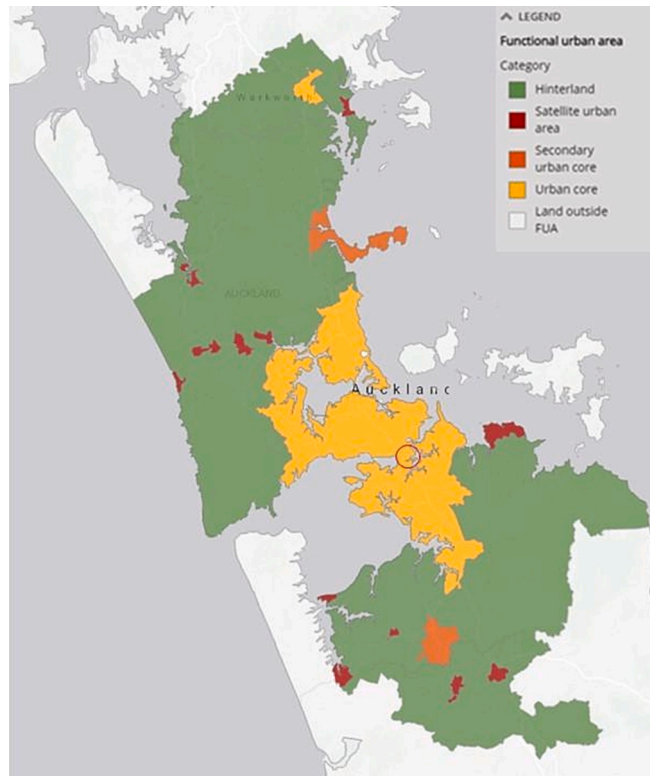 LEGEND
Functional urban area
Category
Hinterland
Satellite urban
area
Secondary
urban core
Urban core
Land outside
FUA
Warkworth
AUCKLAND
Auckland